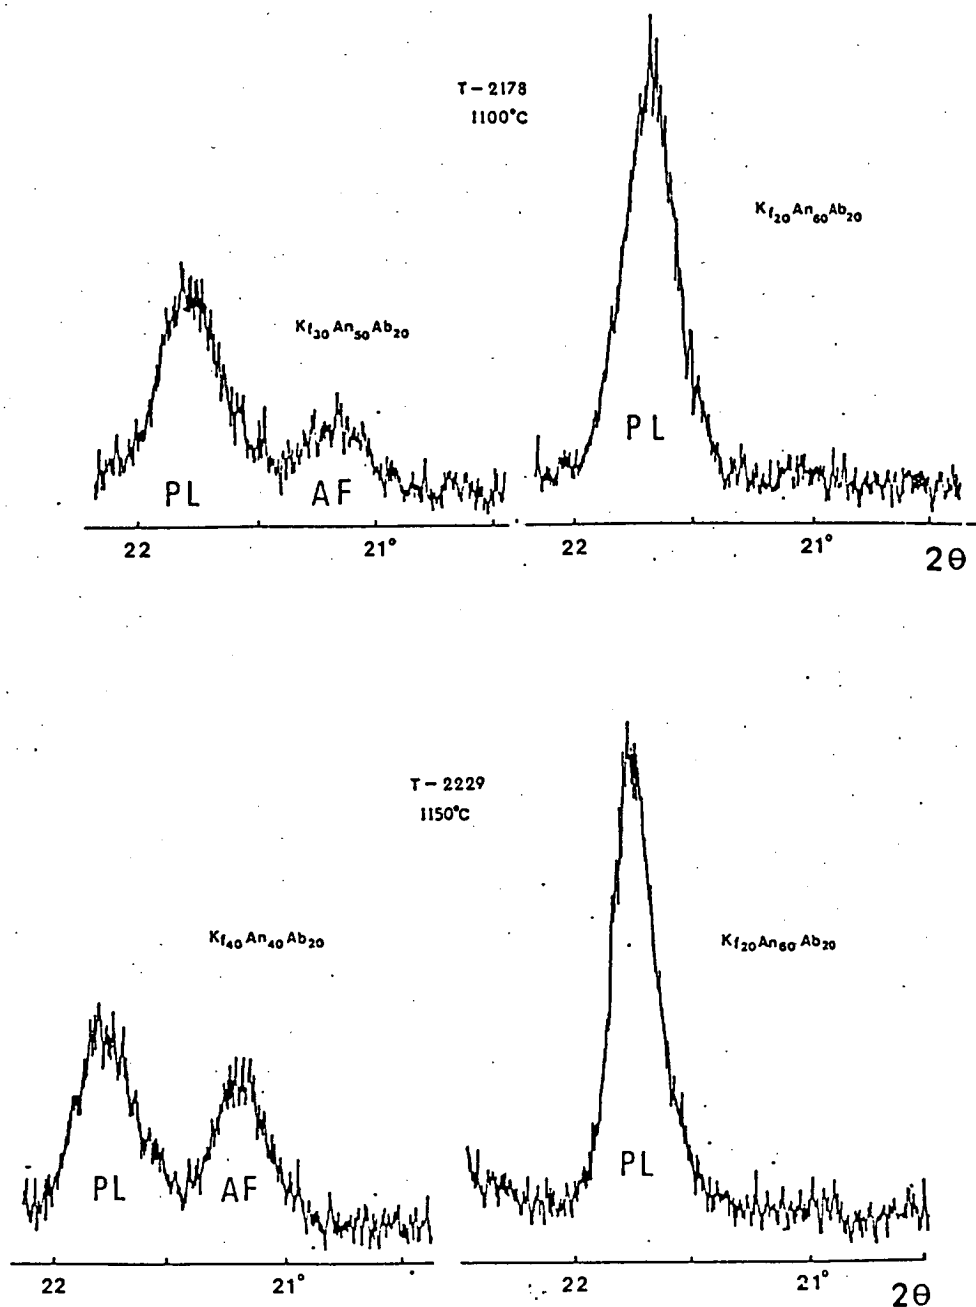 T-2178
1100°C
Kf20An60Ab20
Kf30An50Ab20
PL
PL AF
22 21° 22 21°
2θ
T-2229
1150°C
Kf40An40Ab20
Kf20An60Ab20
PL AF PL
22 21° 22 21°
2θ